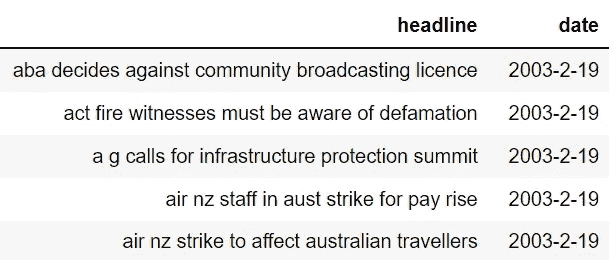 headline date
aba decides against community broadcasting licence 2003-2-19
act fire witnesses must be aware of defamation 2003-2-19
a g calls for infrastructure protection summit 2003-2-19
air nz staff in aust strike for pay rise 2003-2-19
air nz strike to affect australian travellers 2003-2-19